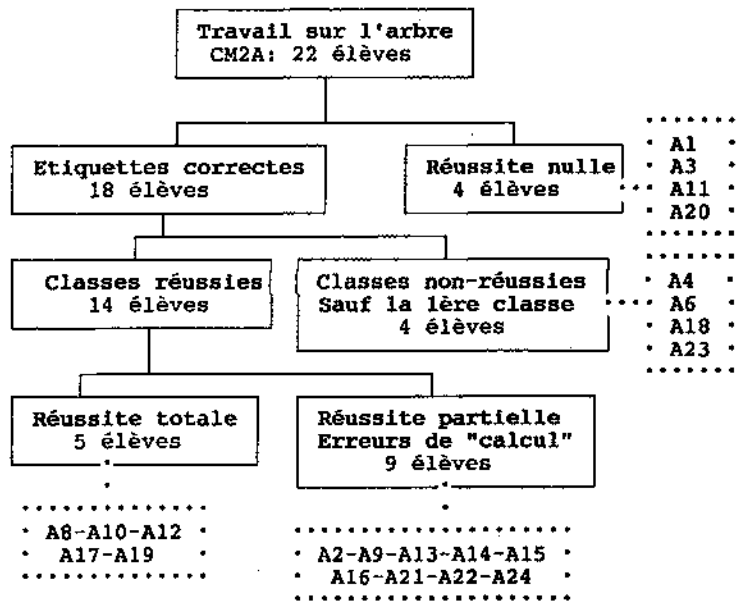 Travail sur l'arbre
CM2A: 22 élèves
Etiquettes correctes
18 élèves
Réussite nulle
4 élèves
A1
A3
A11
A20
Classes réussies
14 élèves
Classes non-réussies
Sauf la 1ère classe
4 élèves
A4
A6
A18
A23
Réussite totale
5 élèves
Réussite partielle
Erreurs de "calcul"
9 élèves
A8-A10-A12
A17-A19
A2-A9-A13-A14-A15
A16-A21-A22-A24